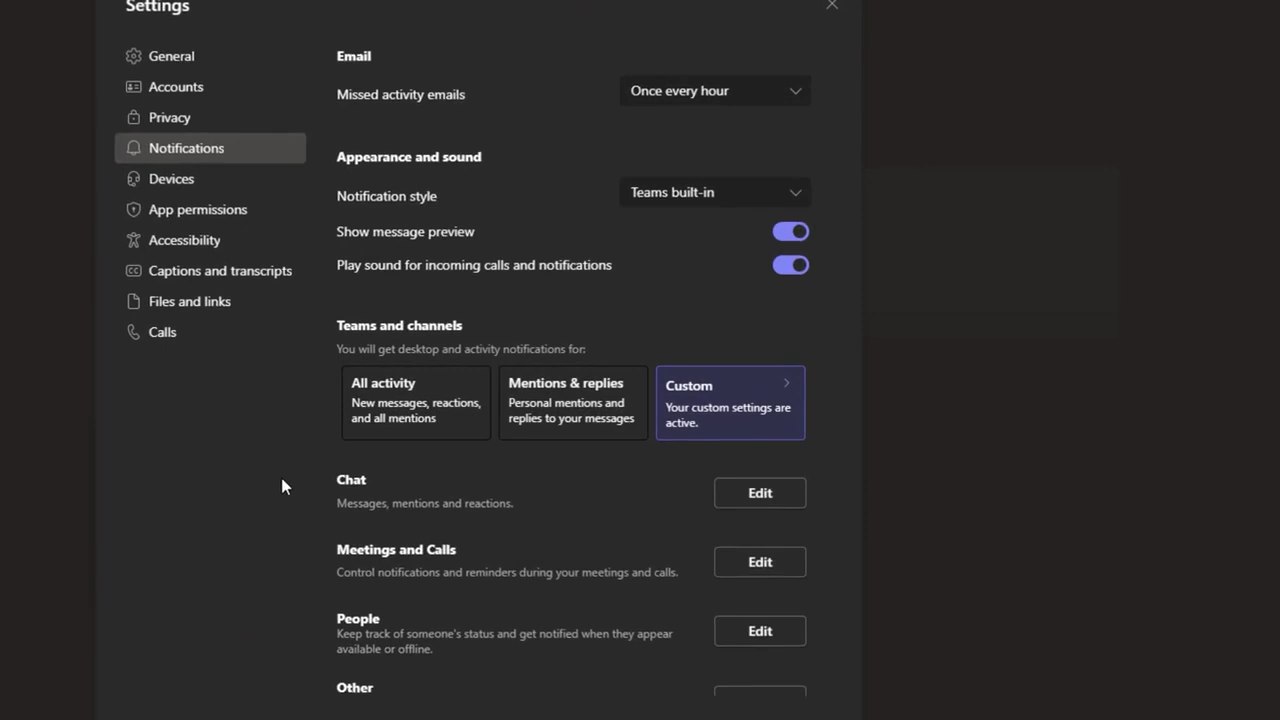 Settings
General
Accounts
Privacy
Notifications
Devices
App permissions
Accessibility
Captions and transcripts
Files and links
Calls
Email
Missed activity emails
Once every hour
Appearance and sound
Notification style
Teams built-in
Show message preview
Play sound for incoming calls and notifications
Teams and channels
You will get desktop and activity notifications for:
All activity
New messages, reactions,
and all mentions
Mentions & replies
Personal mentions and
replies to your messages
Custom
Your custom settings are
active.
Chat
Messages, mentions and reactions.
Edit
Meetings and Calls
Control notifications and reminders during your meetings and calls.
Edit
People
Keep track of someone's status and get notified when they appear
available or offline.
Edit
Other